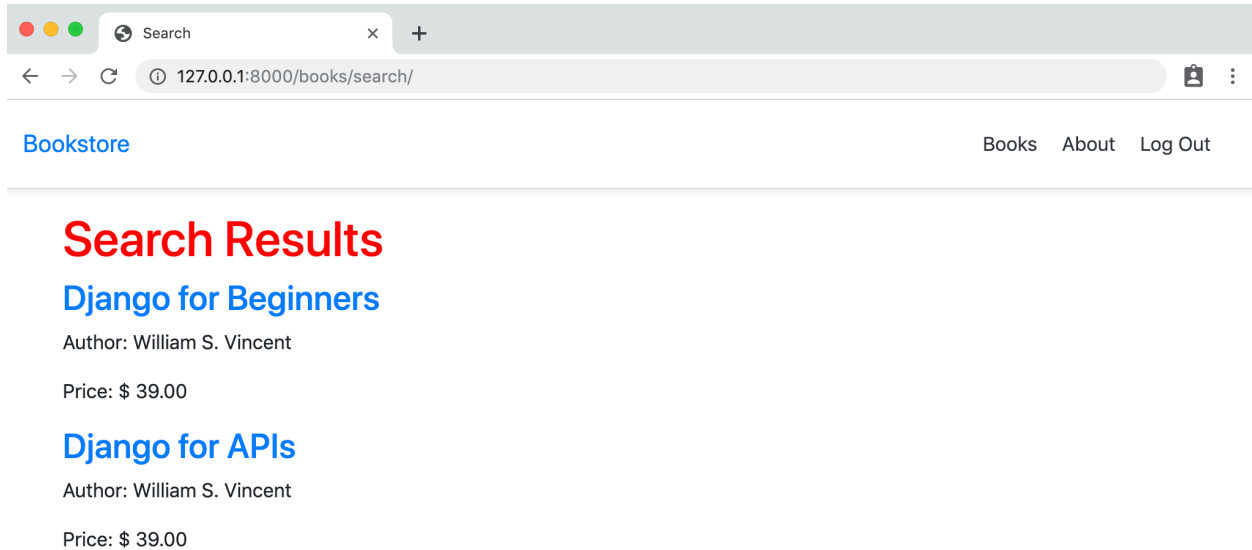 Search
127.0.0.1:8000/books/search/
Bookstore Books About Log Out
Search Results
Django for Beginners
Author: William S. Vincent
Price: $ 39.00
Django for APIs
Author: William S. Vincent
Price: $ 39.00